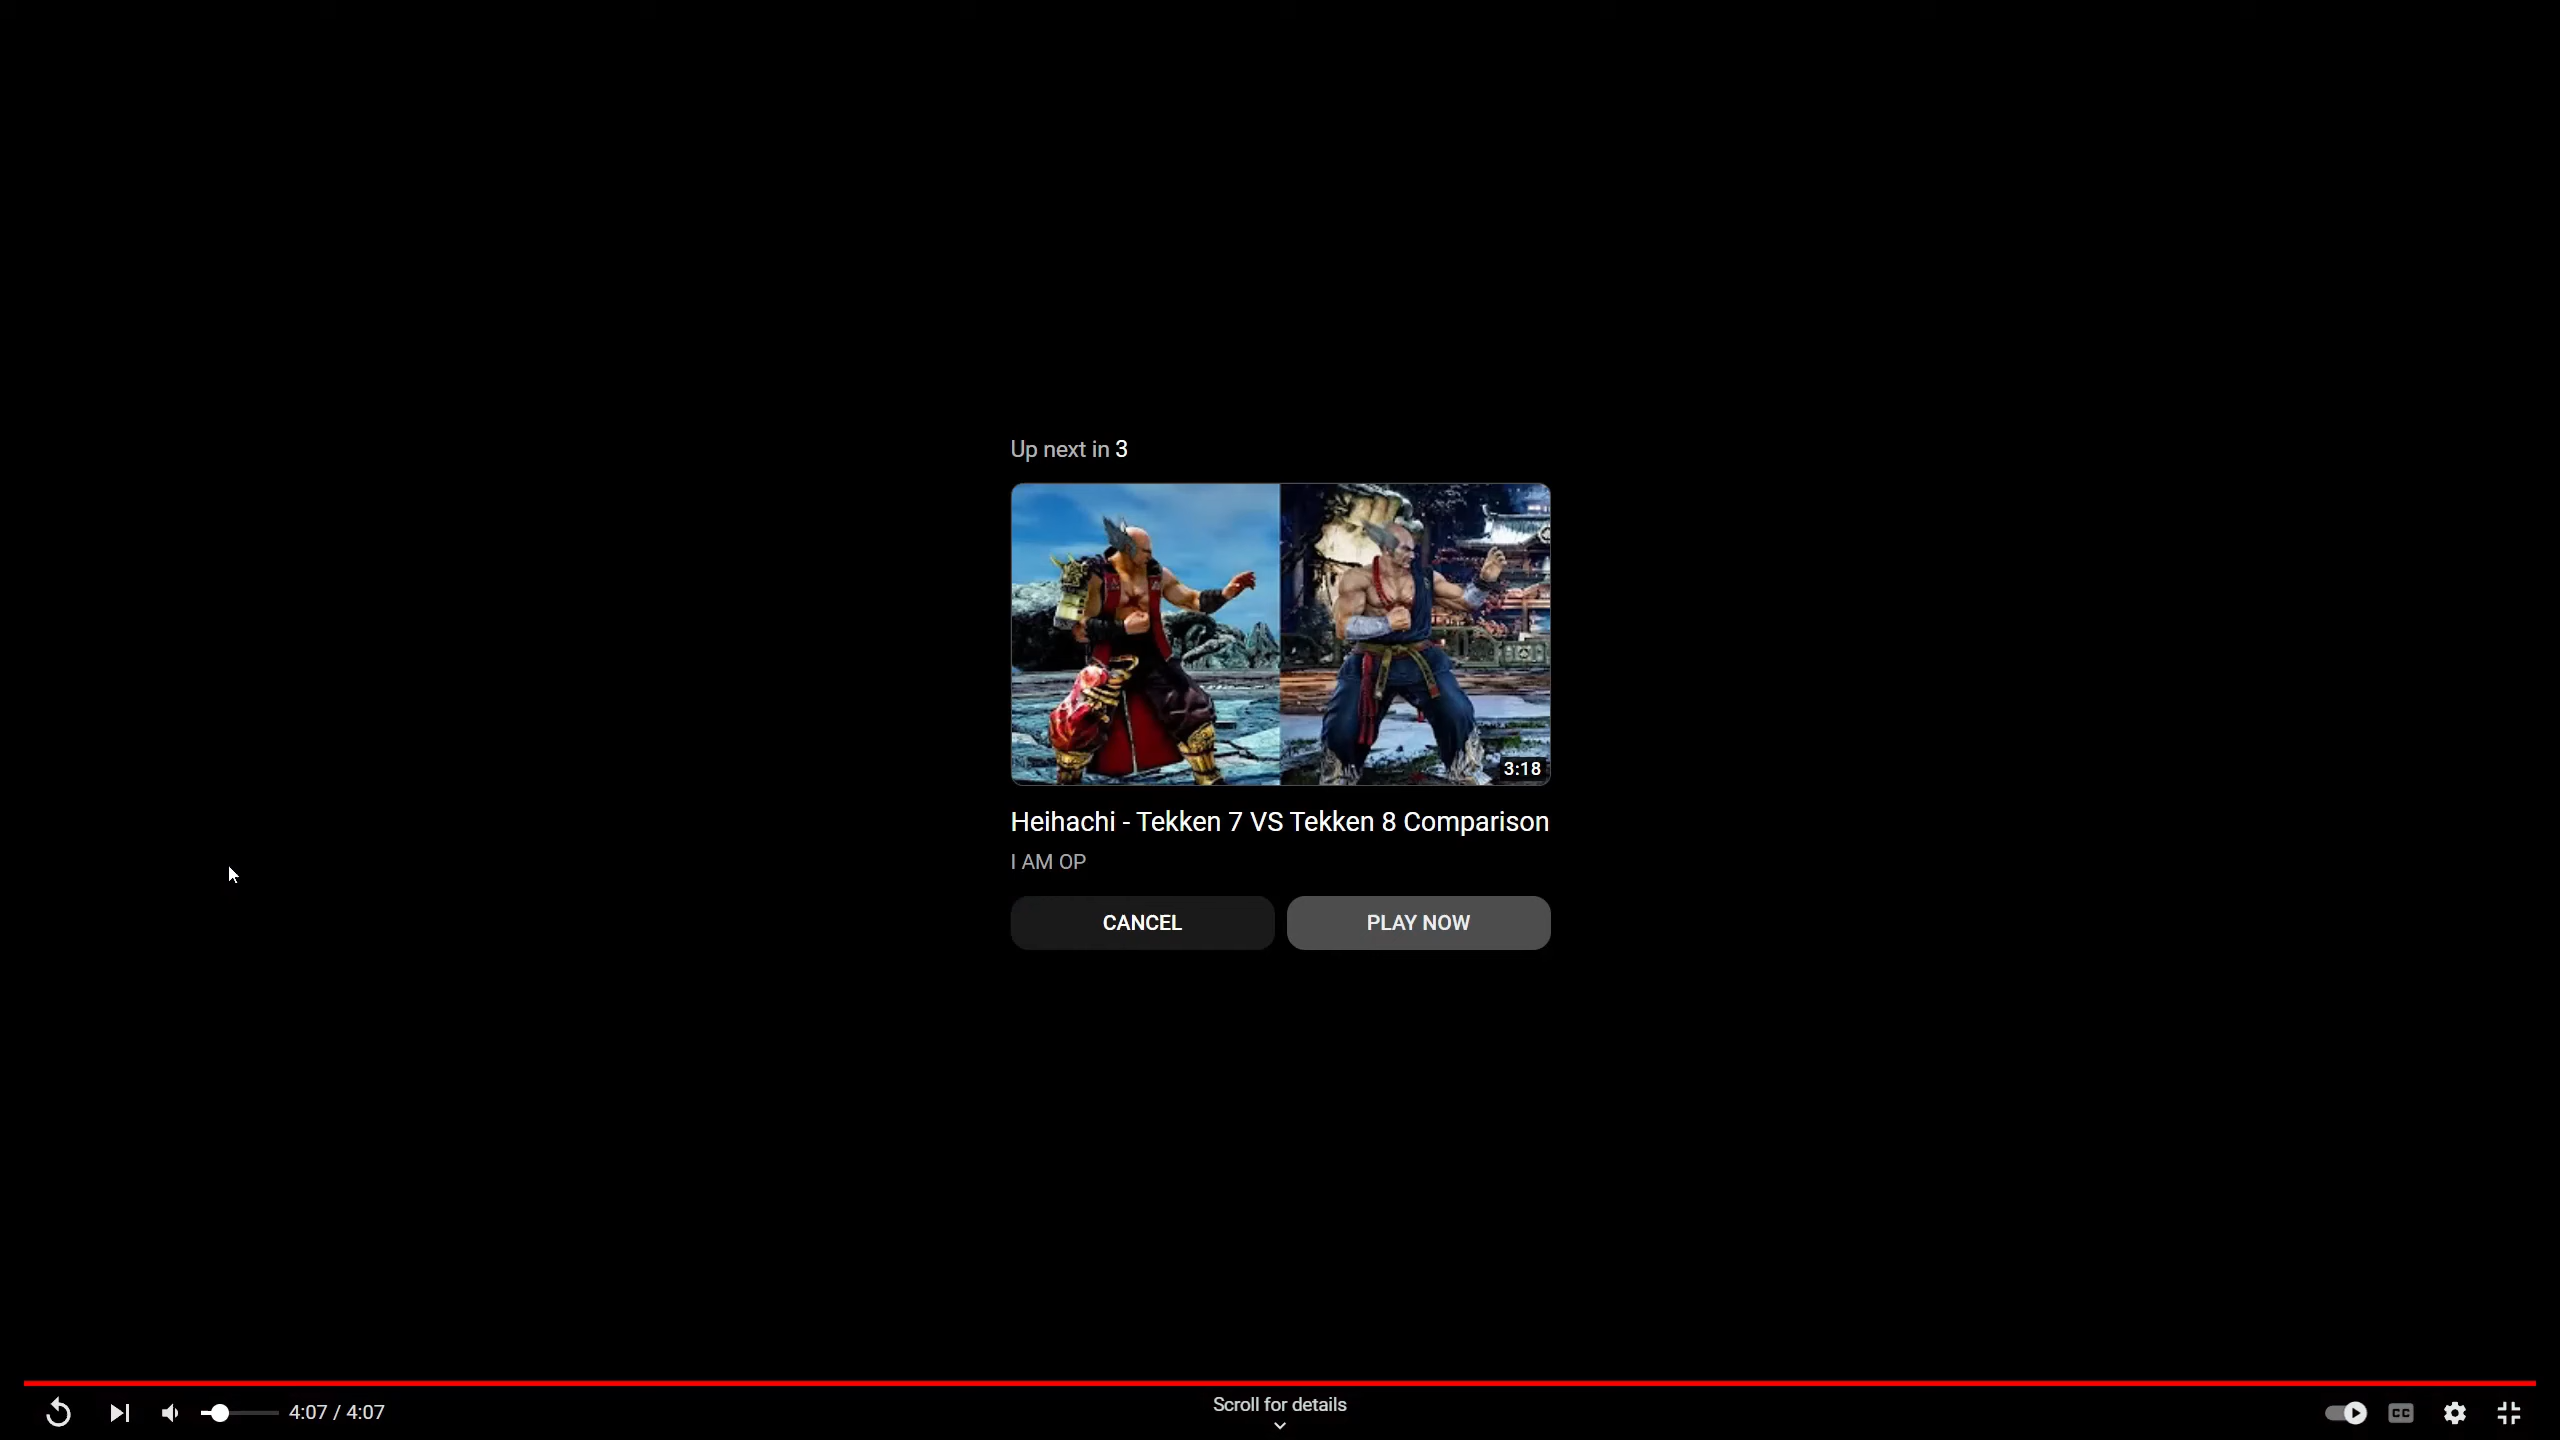 Up next in 3
3:18
Heihachi - Tekken 7 VS Tekken 8 Comparison
I AM OP
CANCEL
PLAY NOW
4:07 / 4:07
Scroll for details
CC